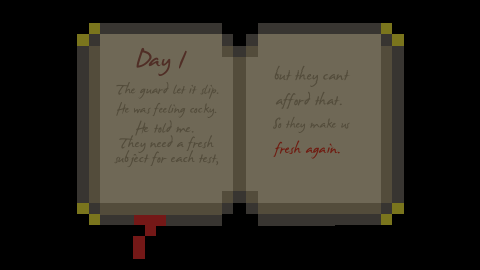 Day 1
The guard let it slip.
He was feeling cocky.
He told me.
They need a fresh
subject for each test,
but they cant
afford that.
So they make us
fresh again.